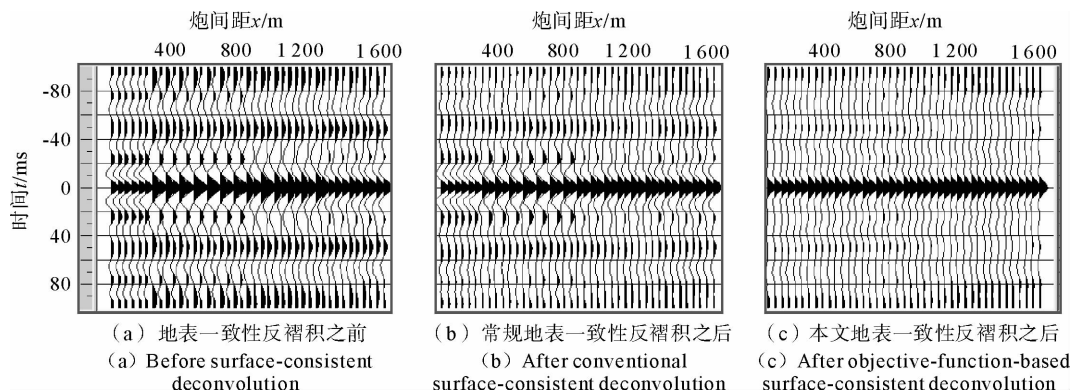 炮间距x/m
400 800 1 200 1 600
炮间距x/m
400 800 1 200 1 600
炮间距x/m
400 800 1 200 1 600
时间t/ms
-80
-40
0
40
80
(a) 地表一致性反褶积之前
(a) Before surface-consistent
deconvolution
(b) 常规地表一致性反褶积之后
(b) After conventional
surface-consistent deconvolution
(c) 本文地表一致性反褶积之后
(c) After objective-function-based
surface-consistent deconvolution